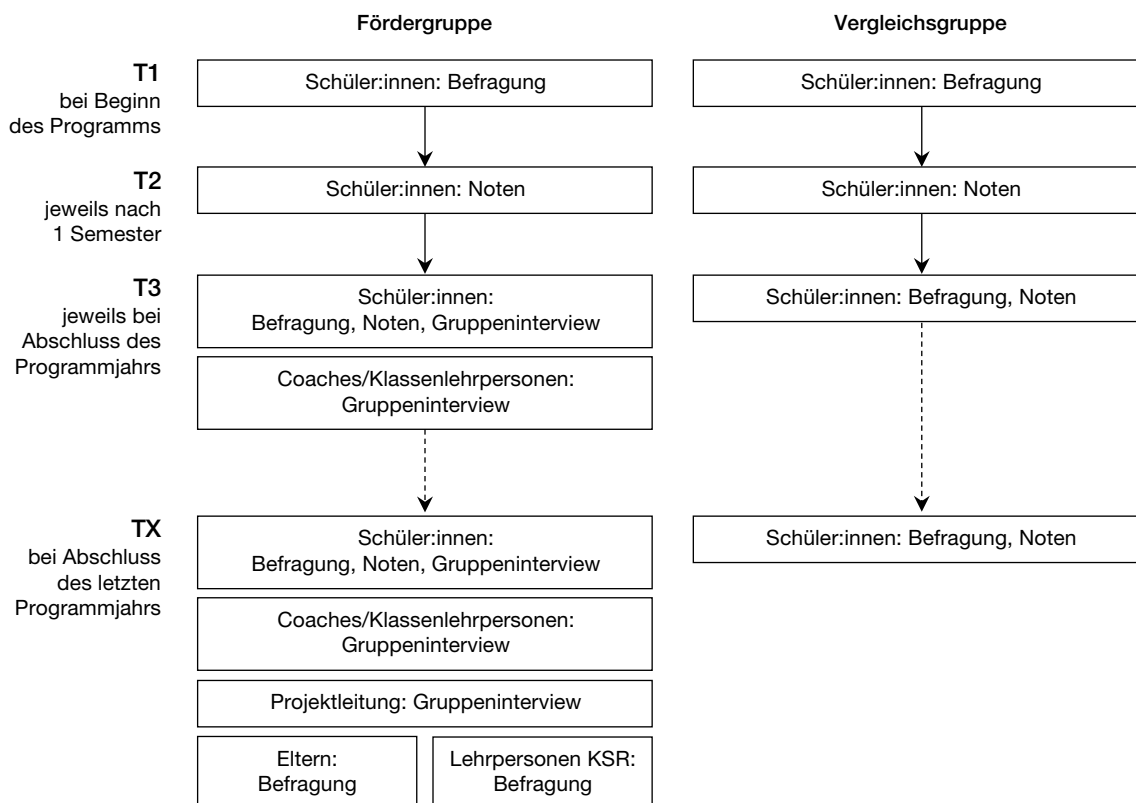 Fördergruppe
Vergleichsgruppe
T1
bei Beginn
des Programms
Schüler:innen: Befragung
Schüler:innen: Befragung
T2
jeweils nach
1 Semester
Schüler:innen: Noten
Schüler:innen: Noten
T3
jeweils bei
Abschluss des
Programmjahrs
Schüler:innen:
Befragung, Noten, Gruppeninterview
Coaches/Klassenlehrpersonen:
Gruppeninterview
Schüler:innen: Befragung, Noten
TX
bei Abschluss
des letzten
Programmjahrs
Schüler:innen:
Befragung, Noten, Gruppeninterview
Coaches/Klassenlehrpersonen:
Gruppeninterview
Projektleitung: Gruppeninterview
Eltern:
Befragung
Lehrpersonen KSR:
Befragung
Schüler:innen: Befragung, Noten